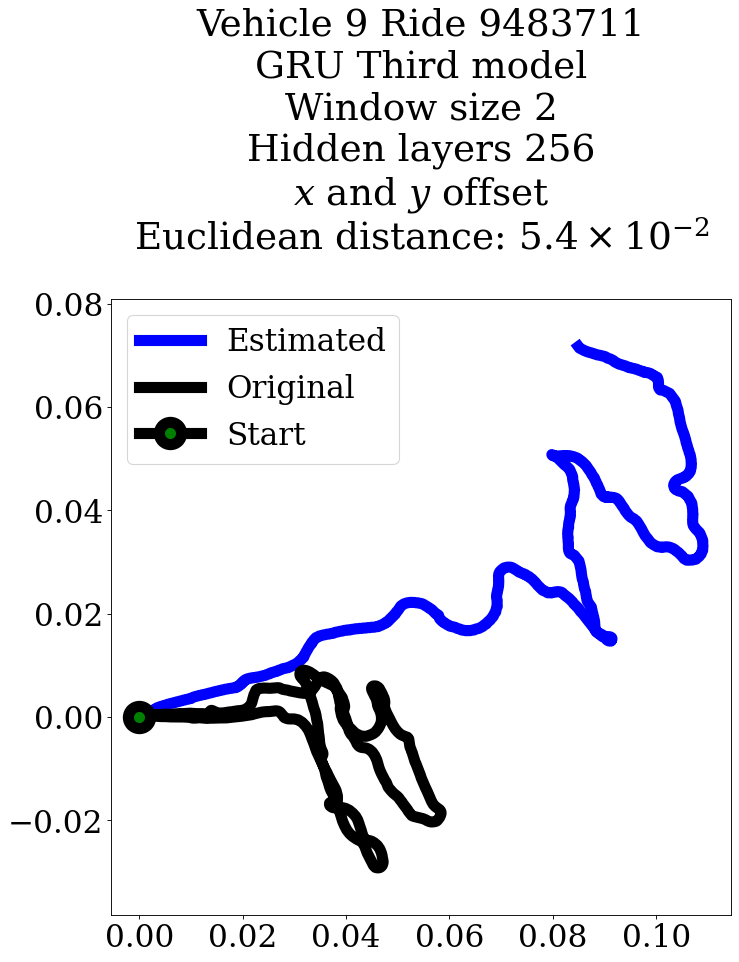 Vehicle 9 Ride 9483711
GRU Third model
Window size 2
Hidden layers 256
x and y offset
Euclidean distance: 5.4 × 10⁻²
Estimated
Original
Start
0.08
0.06
0.04
0.02
0.00
−0.02
0.00 0.02 0.04 0.06 0.08 0.10